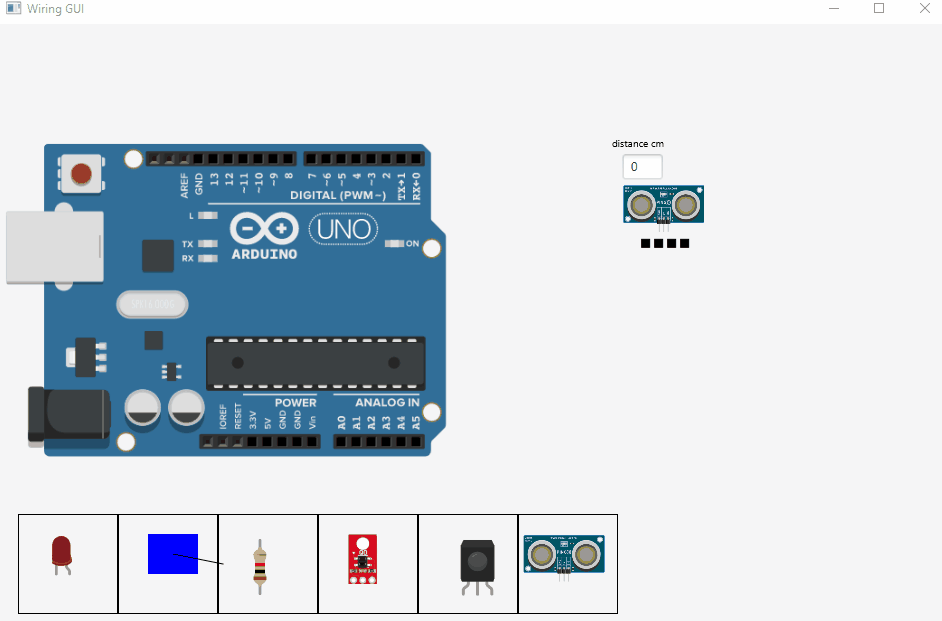 Wiring GUI
distance cm
0
AREF
GND
13
12
~11
~10
~9
8
7
~6
~5
4
~3
2
TX→1
RX←0
DIGITAL (PWM~)
L
TX
RX
ARDUINO
UNO
ON
POWER
ANALOG IN
IOREF
RESET
3.3V
5V
GND
GND
Vin
A0
A1
A2
A3
A4
A5